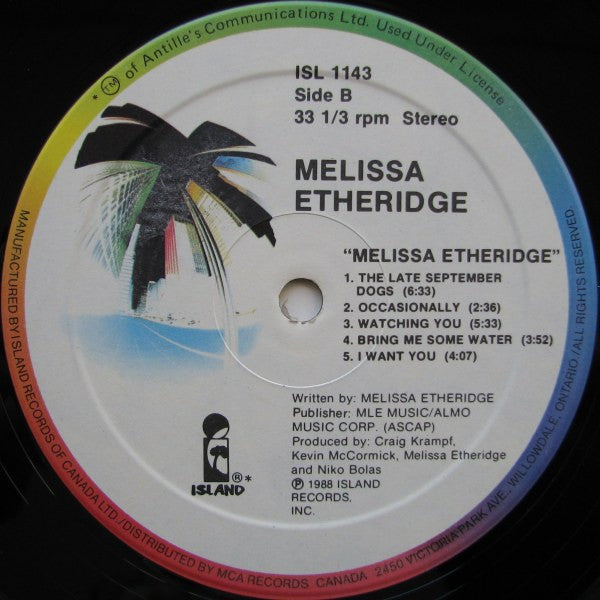 * TM of Antille's Communications Ltd. Used Under License
ISL 1143
Side B
33 1/3 rpm Stereo
MELISSA
ETHERIDGE
"MELISSA ETHERIDGE"
1. THE LATE SEPTEMBER
DOGS (6:33)
2. OCCASIONALLY (2:36)
3. WATCHING YOU (5:33)
4. BRING ME SOME WATER (3:52)
5. I WANT YOU (4:07)
Written by: MELISSA ETHERIDGE
Publisher: MLE MUSIC/ALMO
MUSIC CORP. (ASCAP)
Produced by: Craig Krampf,
Kevin McCormick, Melissa Etheridge
and Niko Bolas
℗ 1988 ISLAND
RECORDS,
INC.
ISLAND ®*
MANUFACTURED BY ISLAND RECORDS OF CANADA LTD./DISTRIBUTED BY MCA RECORDS CANADA 2450 VICTORIA PARK AVE., WILLOWDALE, ONTARIO./ALL RIGHTS RESERVED.